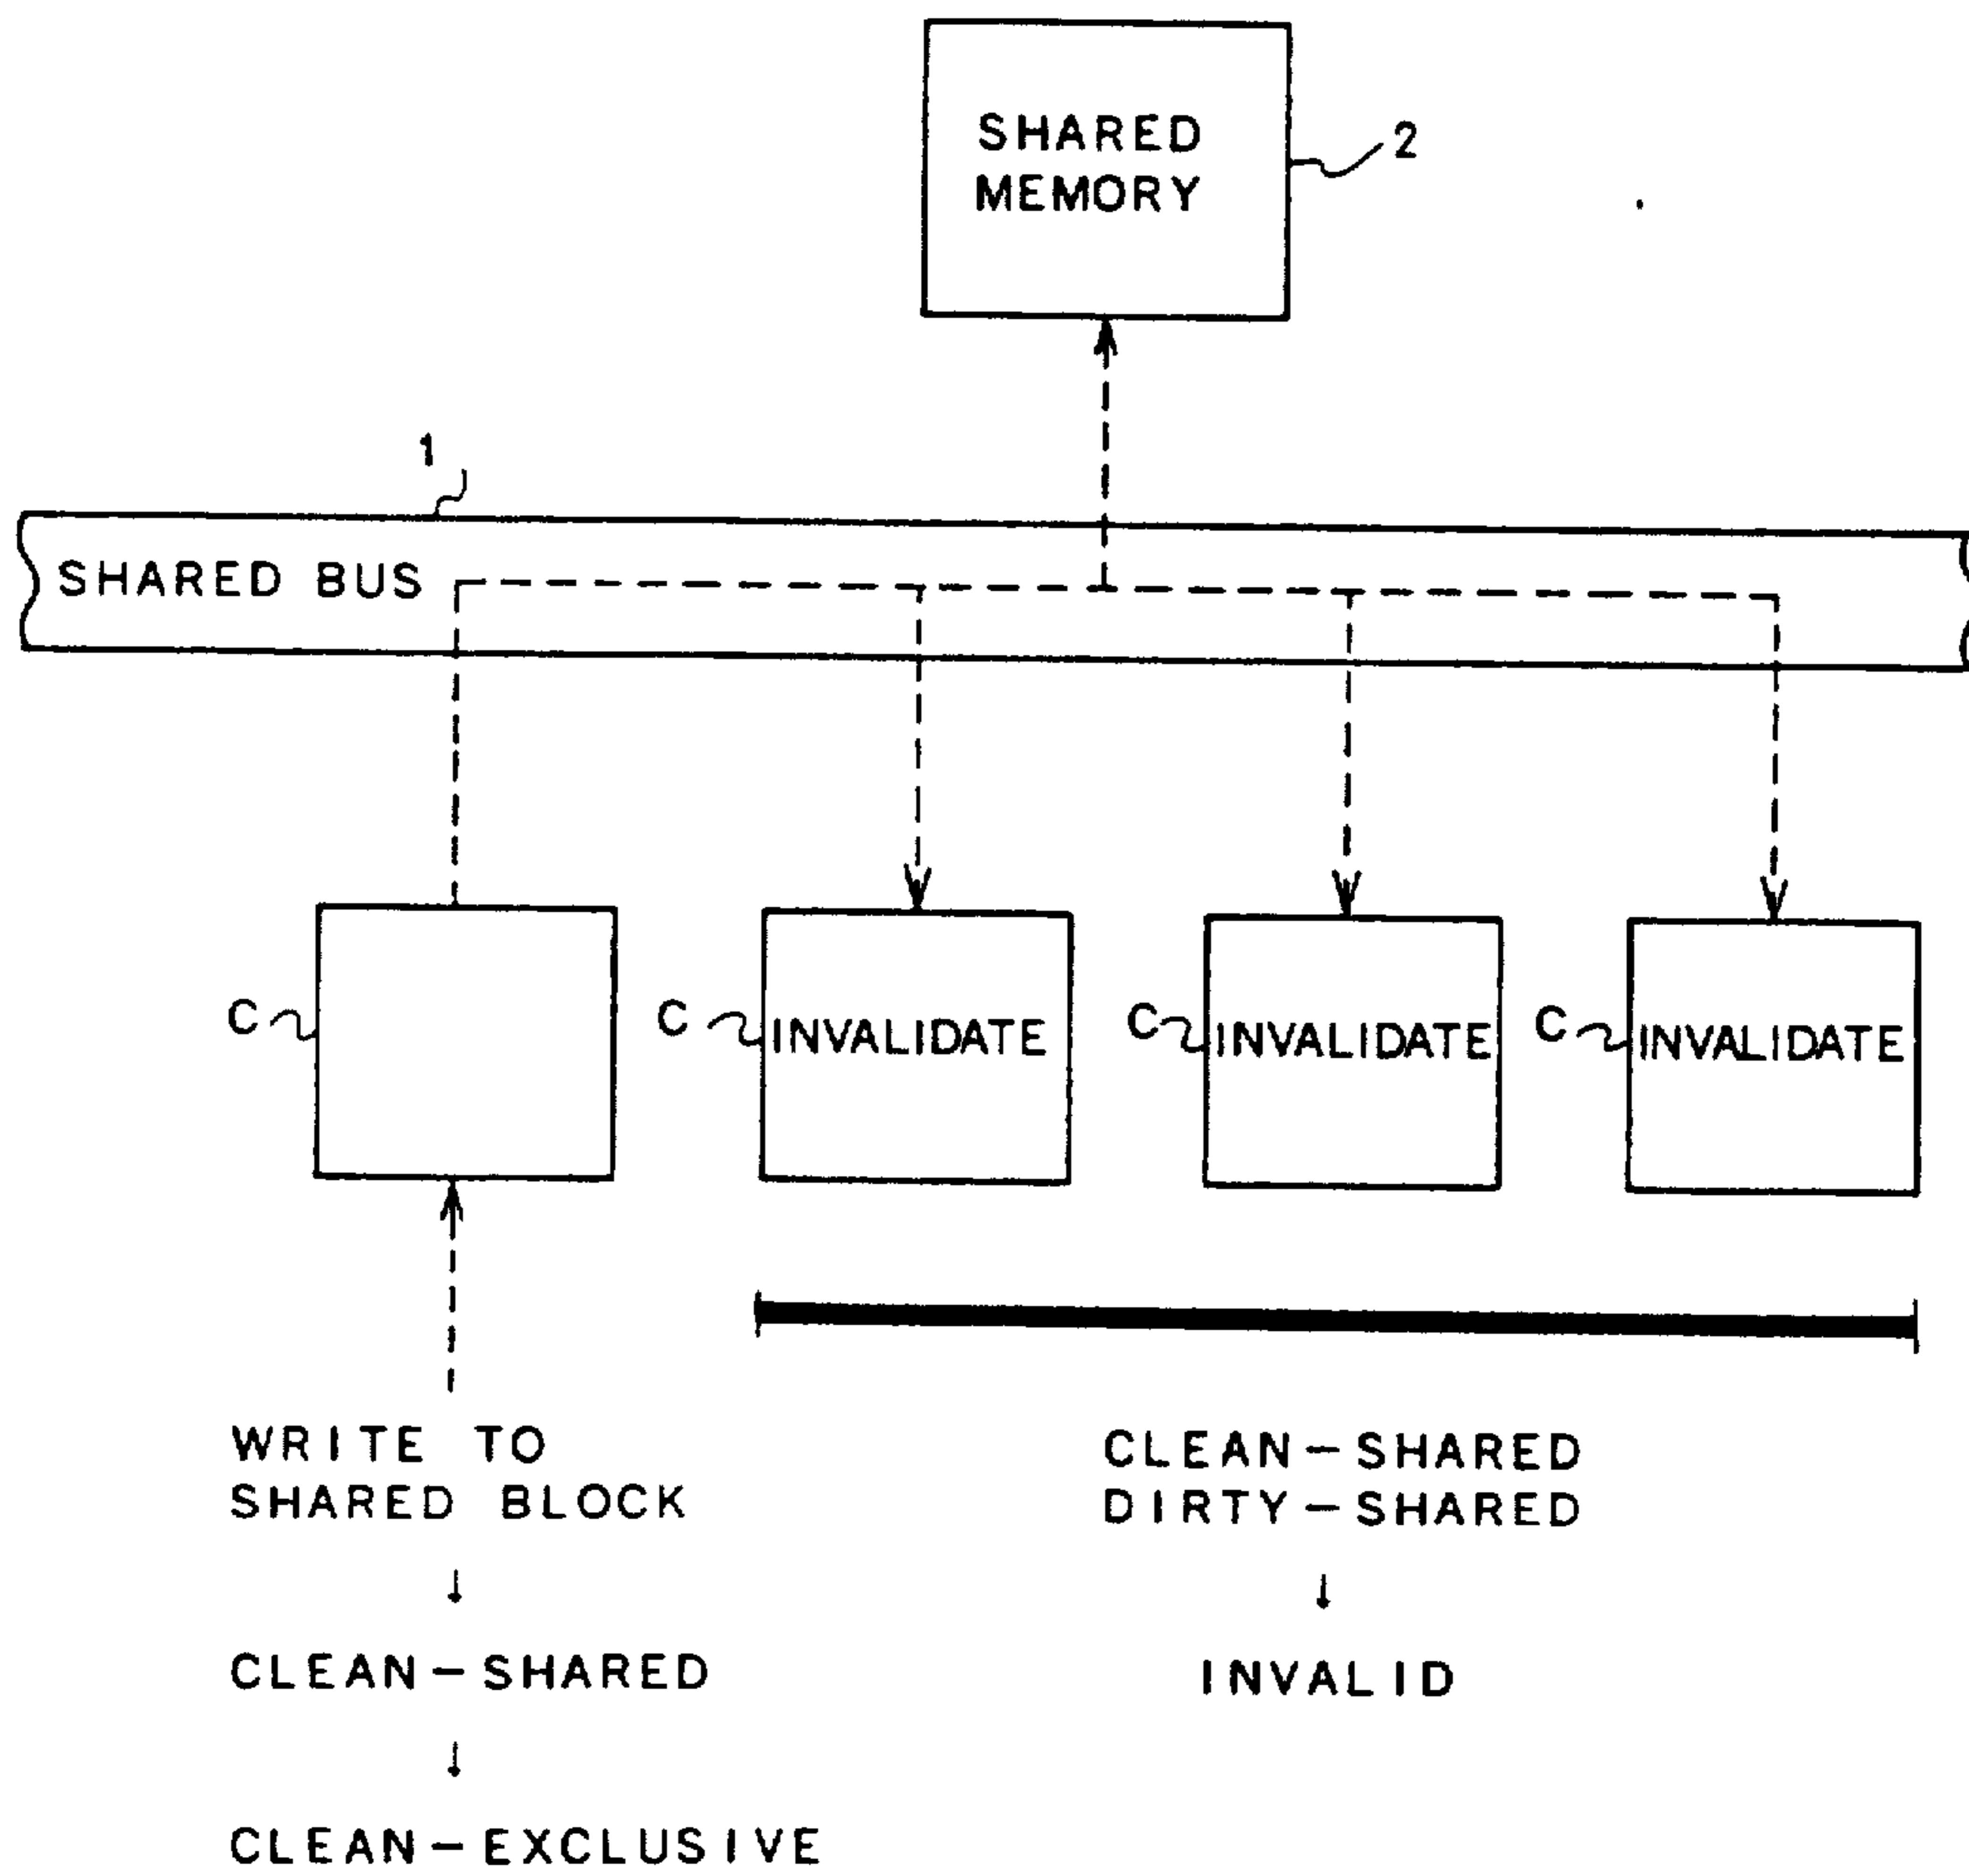 SHARED
MEMORY
2
1
SHARED BUS
C
C
INVALIDATE
C
INVALIDATE
C
INVALIDATE
WRITE TO
SHARED BLOCK
CLEAN-SHARED
CLEAN-EXCLUSIVE
CLEAN-SHARED
DIRTY-SHARED
INVALID